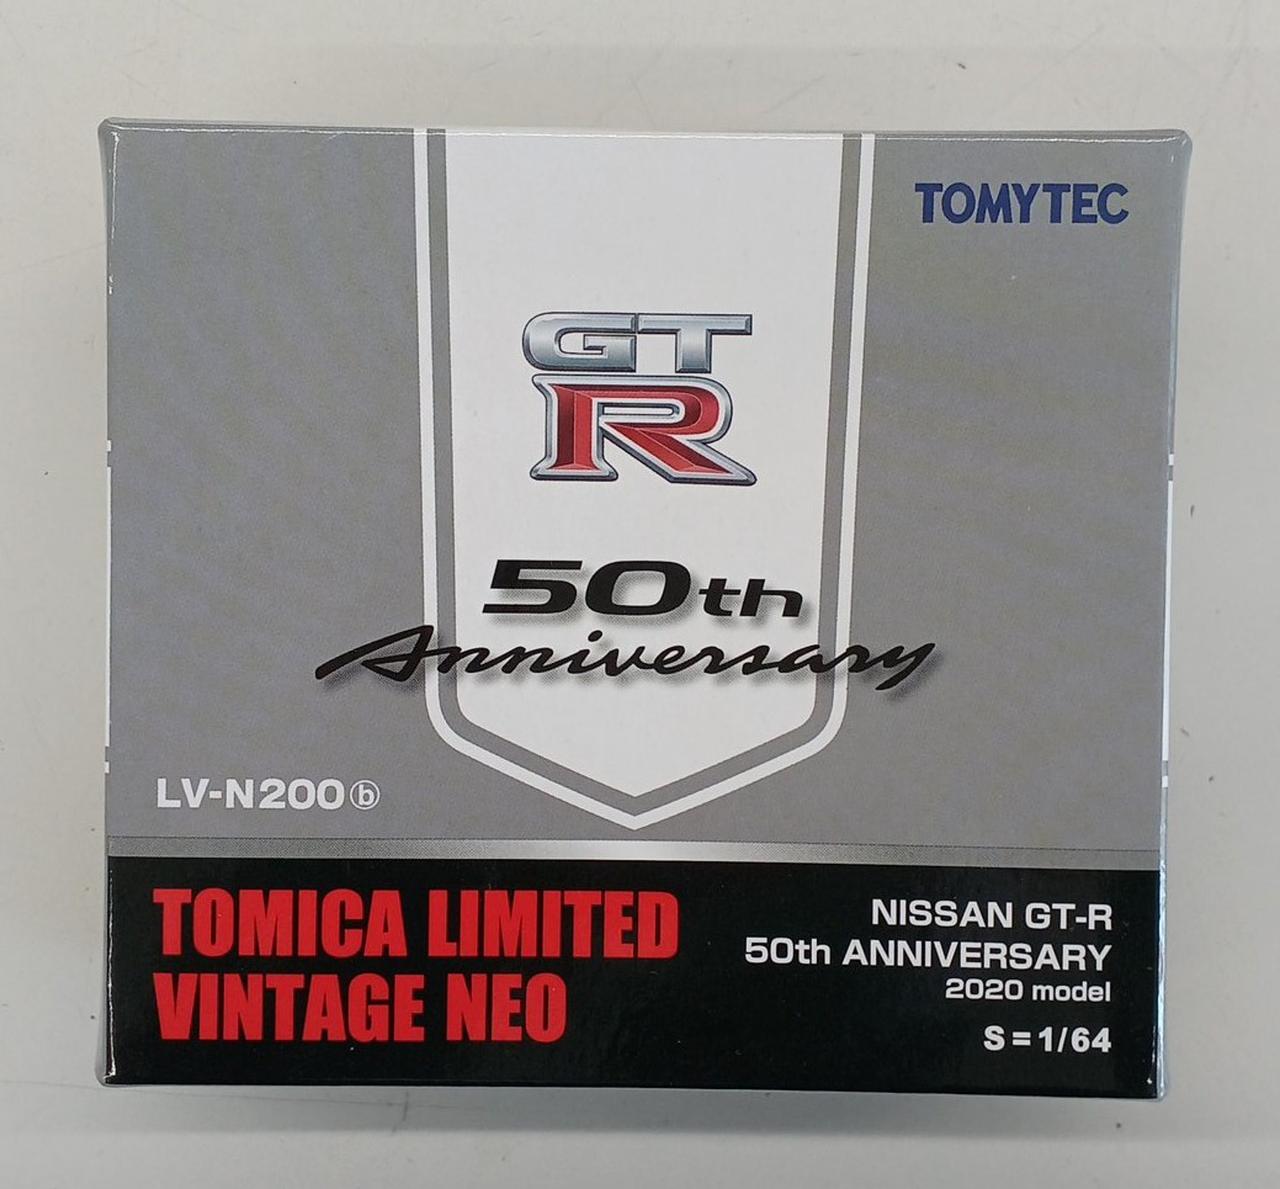 TOMYTEC
GT
R
50th
Anniversary
LV-N200ⓑ
TOMICA LIMITED
VINTAGE NEO
NISSAN GT-R
50th ANNIVERSARY
2020 model
S=1/64